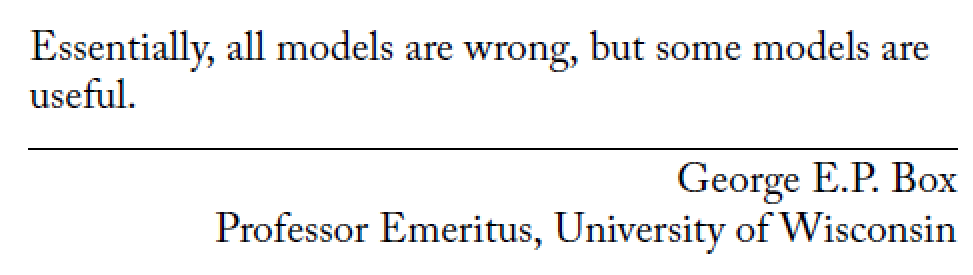 Essentially, all models are wrong, but some models are
useful.
George E.P. Box
Professor Emeritus, University of Wisconsin